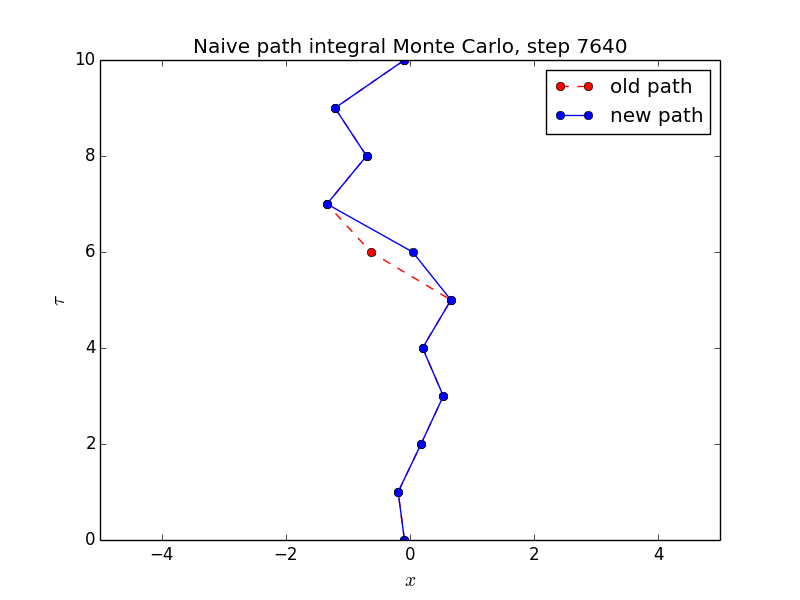 Naive path integral Monte Carlo, step 7640
old path
new path
10
8
6
4
2
0
τ
−4 −2 0 2 4
x